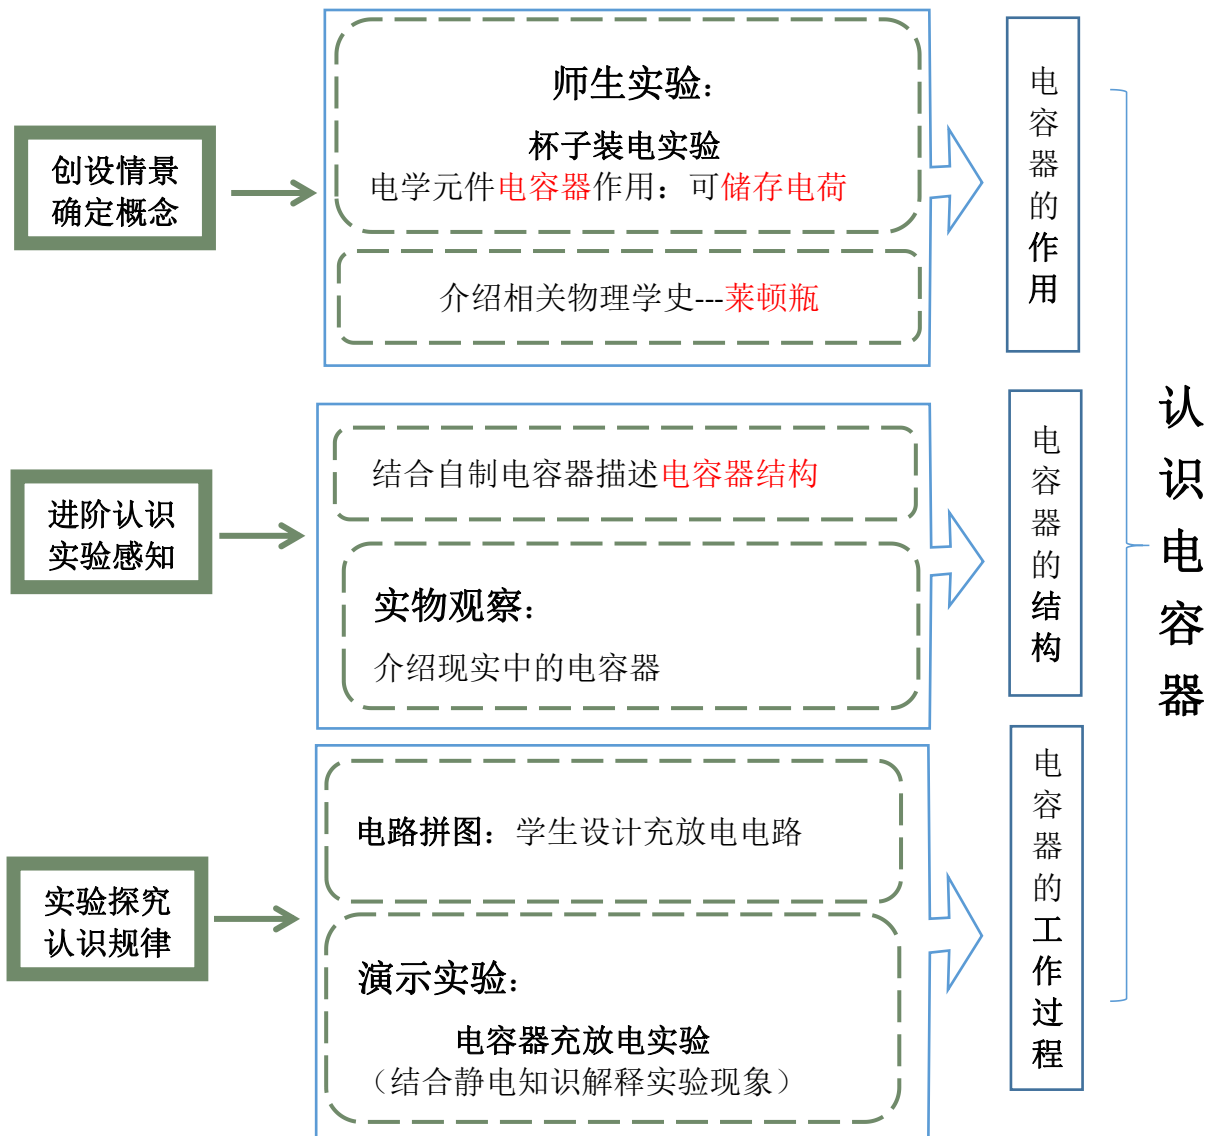 创设情景
确定概念
师生实验：
杯子装电实验
电学元件电容器作用：可储存电荷
介绍相关物理学史---莱顿瓶
电容器的作用
进阶认识
实验感知
结合自制电容器描述电容器结构
实物观察：
介绍现实中的电容器
电容器的结构
实验探究
认识规律
电路拼图：学生设计充放电电路
演示实验：
电容器充放电实验
（结合静电知识解释实验现象）
电容器的工作过程
认识电容器